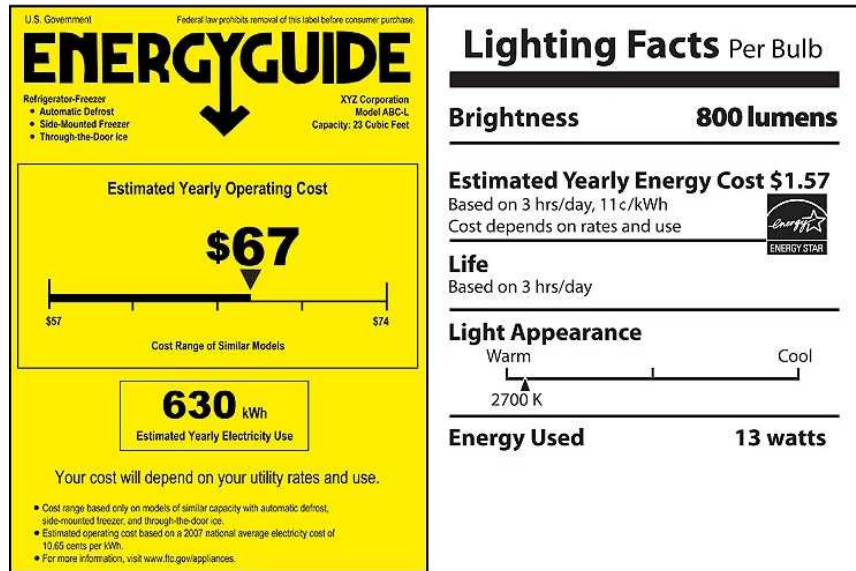 U.S. Government Federal law prohibits removal of this label before consumer purchase.
ENERGYGUIDE
Refrigerator-Freezer
• Automatic Defrost
• Side-Mounted Freezer
• Through-the-Door Ice
XYZ Corporation
Model ABC-L
Capacity: 23 Cubic Feet
Estimated Yearly Operating Cost
$67
$57 $74
Cost Range of Similar Models
630 kWh
Estimated Yearly Electricity Use
Your cost will depend on your utility rates and use.
• Cost range based only on models of similar capacity with automatic defrost,
side-mounted freezer, and through-the-door ice.
• Estimated operating cost based on a 2007 national average electricity cost of
10.65 cents per kWh.
• For more information, visit www.ftc.gov/appliances.
Lighting Facts Per Bulb
Brightness 800 lumens
Estimated Yearly Energy Cost $1.57
Based on 3 hrs/day, 11c/kWh
Cost depends on rates and use
energy
ENERGY STAR
Life
Based on 3 hrs/day
Light Appearance
Warm Cool
2700 K
Energy Used 13 watts